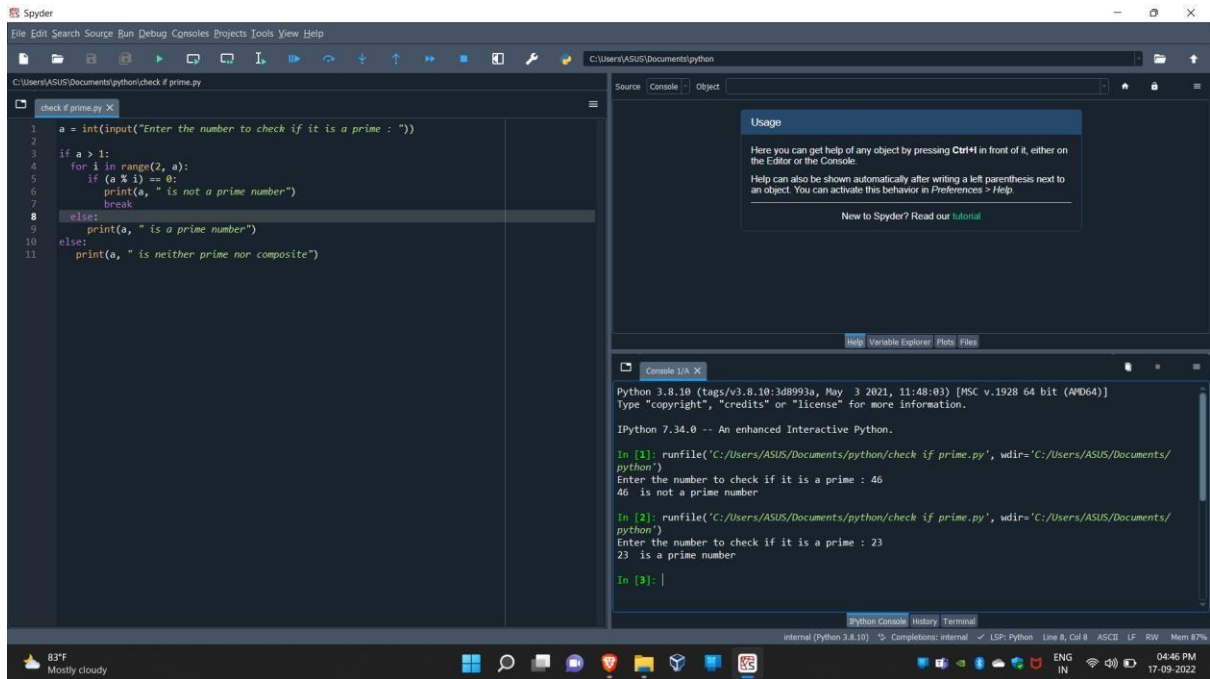 Spyder
File Edit Search Source Run Debug Consoles Projects Tools View Help
C:\Users\ASUS\Documents\python
C:\Users\ASUS\Documents\python\check if prime.py
check if prime.py
1 a = int(input("Enter the number to check if it is a prime : "))
2
3 if a > 1:
4   for i in range(2, a):
5      if (a % i) == 0:
6         print(a, " is not a prime number")
7         break
8   else:
9      print(a, " is a prime number")
10 else:
11    print(a, " is neither prime nor composite")
Source Console Object
Usage
Here you can get help of any object by pressing Ctrl+I in front of it, either on
the Editor or the Console.
Help can also be shown automatically after writing a left parenthesis next to
an object. You can activate this behavior in Preferences > Help.
New to Spyder? Read our tutorial
Help Variable Explorer Plots Files
Console 1/A
Python 3.8.10 (tags/v3.8.10:3d8993a, May  3 2021, 11:48:03) [MSC v.1928 64 bit (AMD64)]
Type "copyright", "credits" or "license" for more information.
IPython 7.34.0 -- An enhanced Interactive Python.
In [1]: runfile('C:/Users/ASUS/Documents/python/check if prime.py', wdir='C:/Users/ASUS/Documents/
python')
Enter the number to check if it is a prime : 46
46  is not a prime number
In [2]: runfile('C:/Users/ASUS/Documents/python/check if prime.py', wdir='C:/Users/ASUS/Documents/
python')
Enter the number to check if it is a prime : 23
23  is a prime number
In [3]:
IPython Console History Terminal
internal (Python 3.8.10) Completions: internal ✓ LSP: Python Line 8, Col 8 ASCII LF RW Mem 87%
83°F
Mostly cloudy
ENG
IN
04:46 PM
17-09-2022